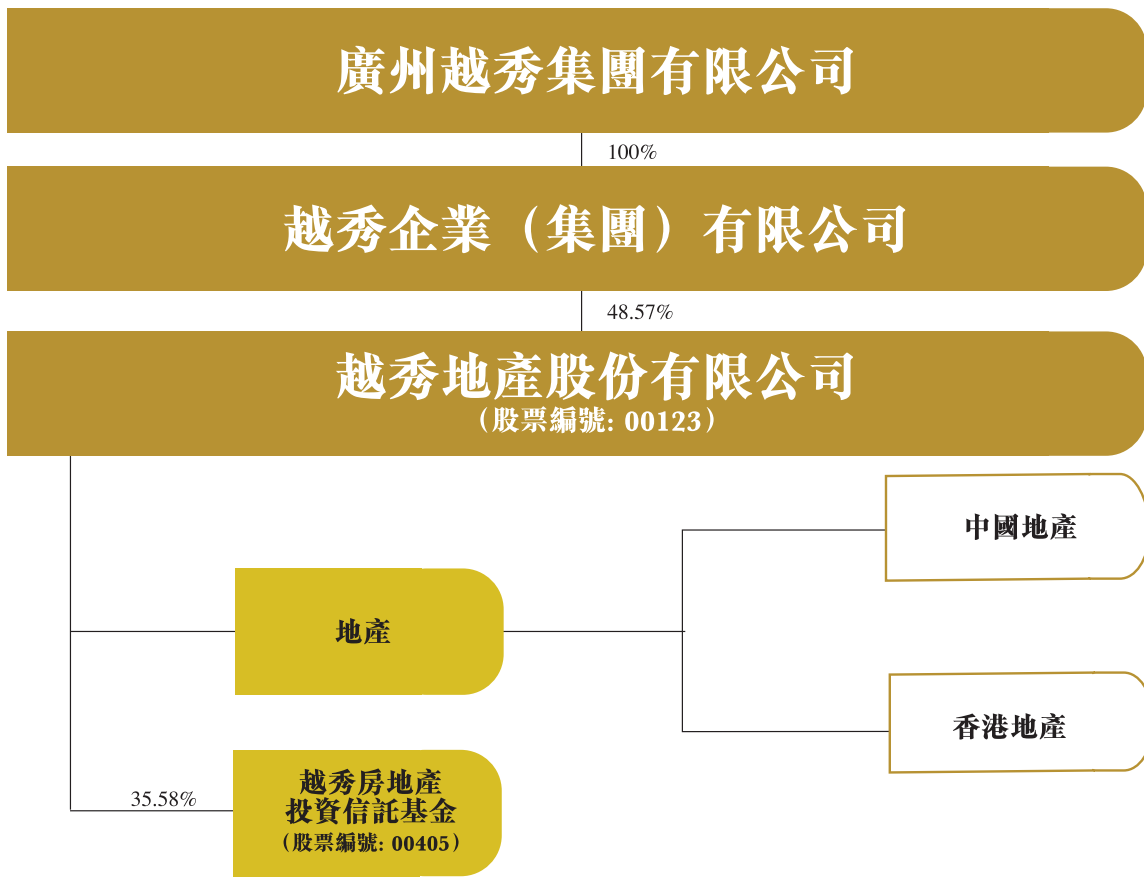 廣州越秀集團有限公司
100%
越秀企業（集團）有限公司
48.57%
越秀地產股份有限公司
（股票編號: 00123）
中國地產
地產
香港地產
35.58%
越秀房地產
投資信託基金
（股票編號: 00405）